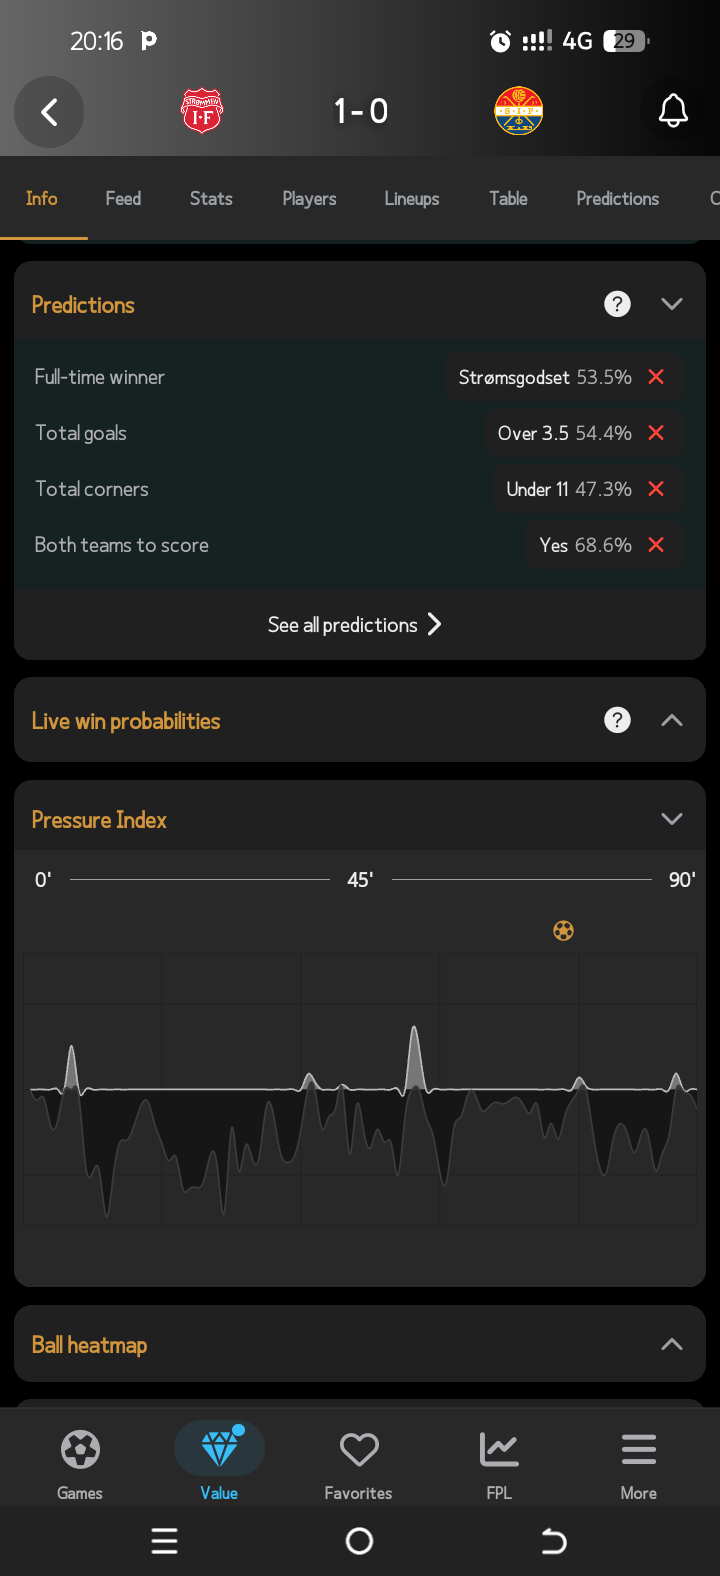 20:16 4G 29
STRØMMEN
I·F
1 - 0
S·I·F
Info Feed Stats Players Lineups Table Predictions
Predictions ?
Full-time winner Strømsgodset 53.5%
Total goals Over 3.5 54.4%
Total corners Under 11 47.3%
Both teams to score Yes 68.6%
See all predictions
Live win probabilities ?
Pressure Index
0' 45' 90'
Ball heatmap
Games Value Favorites FPL More